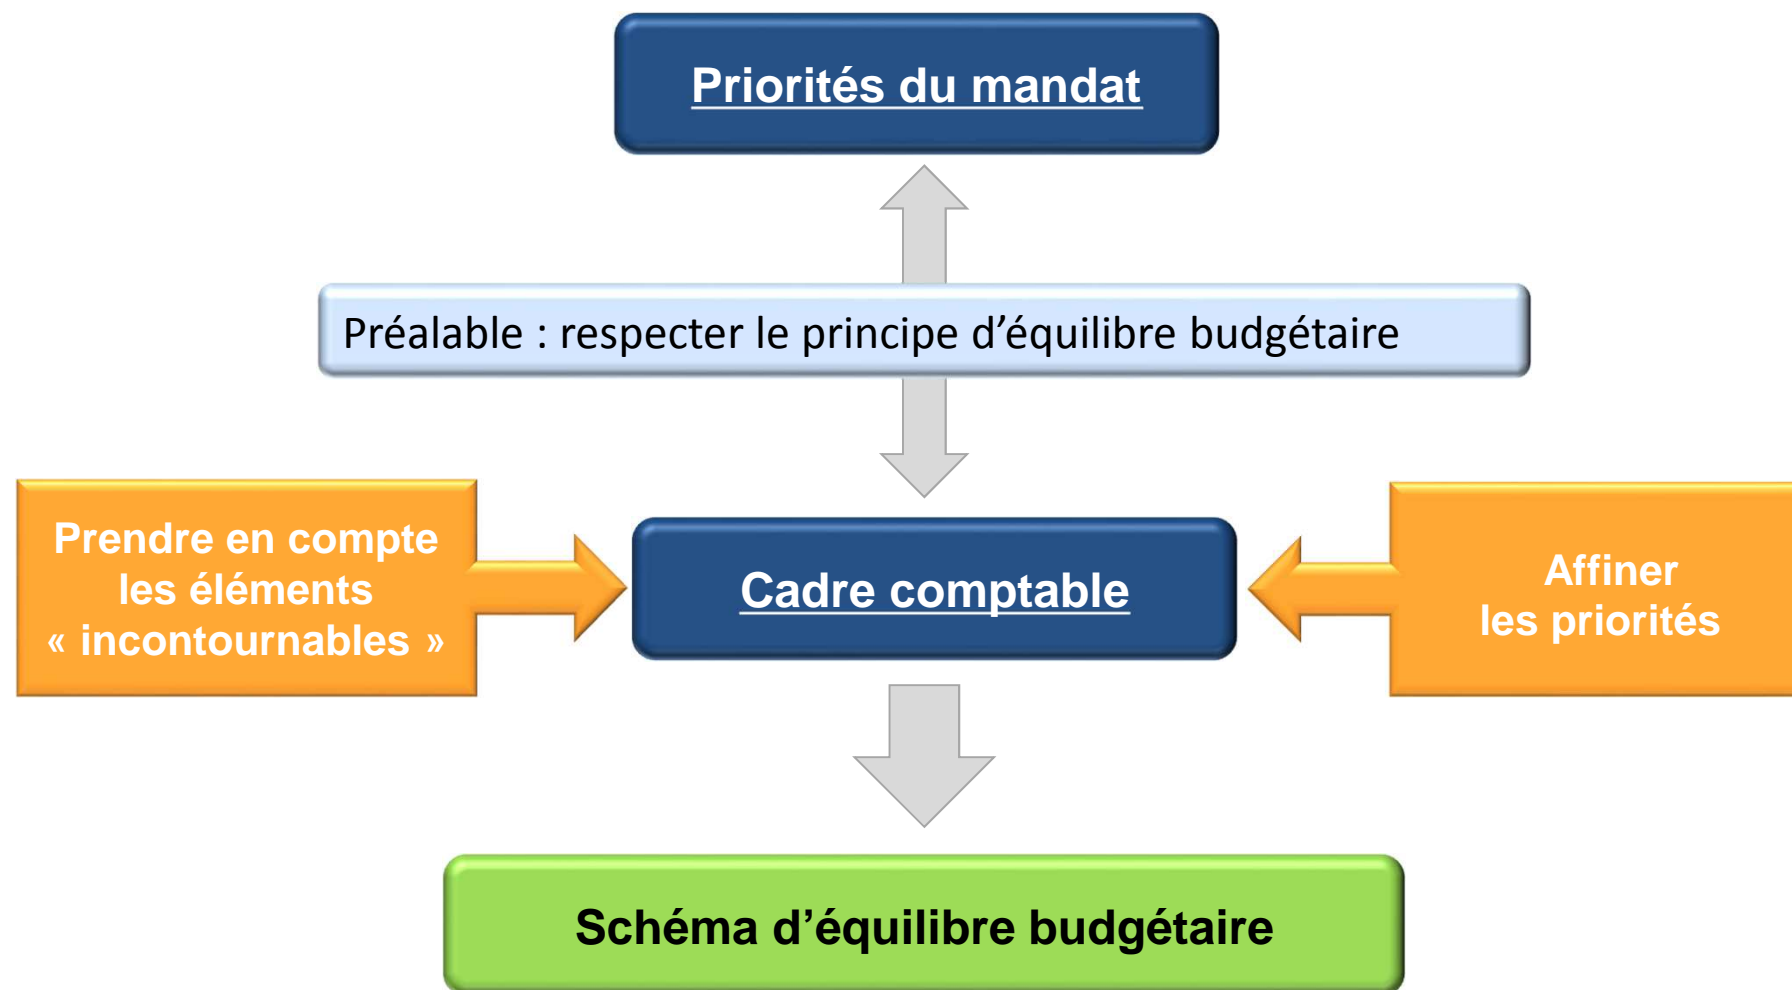 Priorités du mandat
Préalable : respecter le principe d’équilibre budgétaire
Prendre en compte
les éléments
« incontournables »
Cadre comptable
Affiner
les priorités
Schéma d’équilibre budgétaire